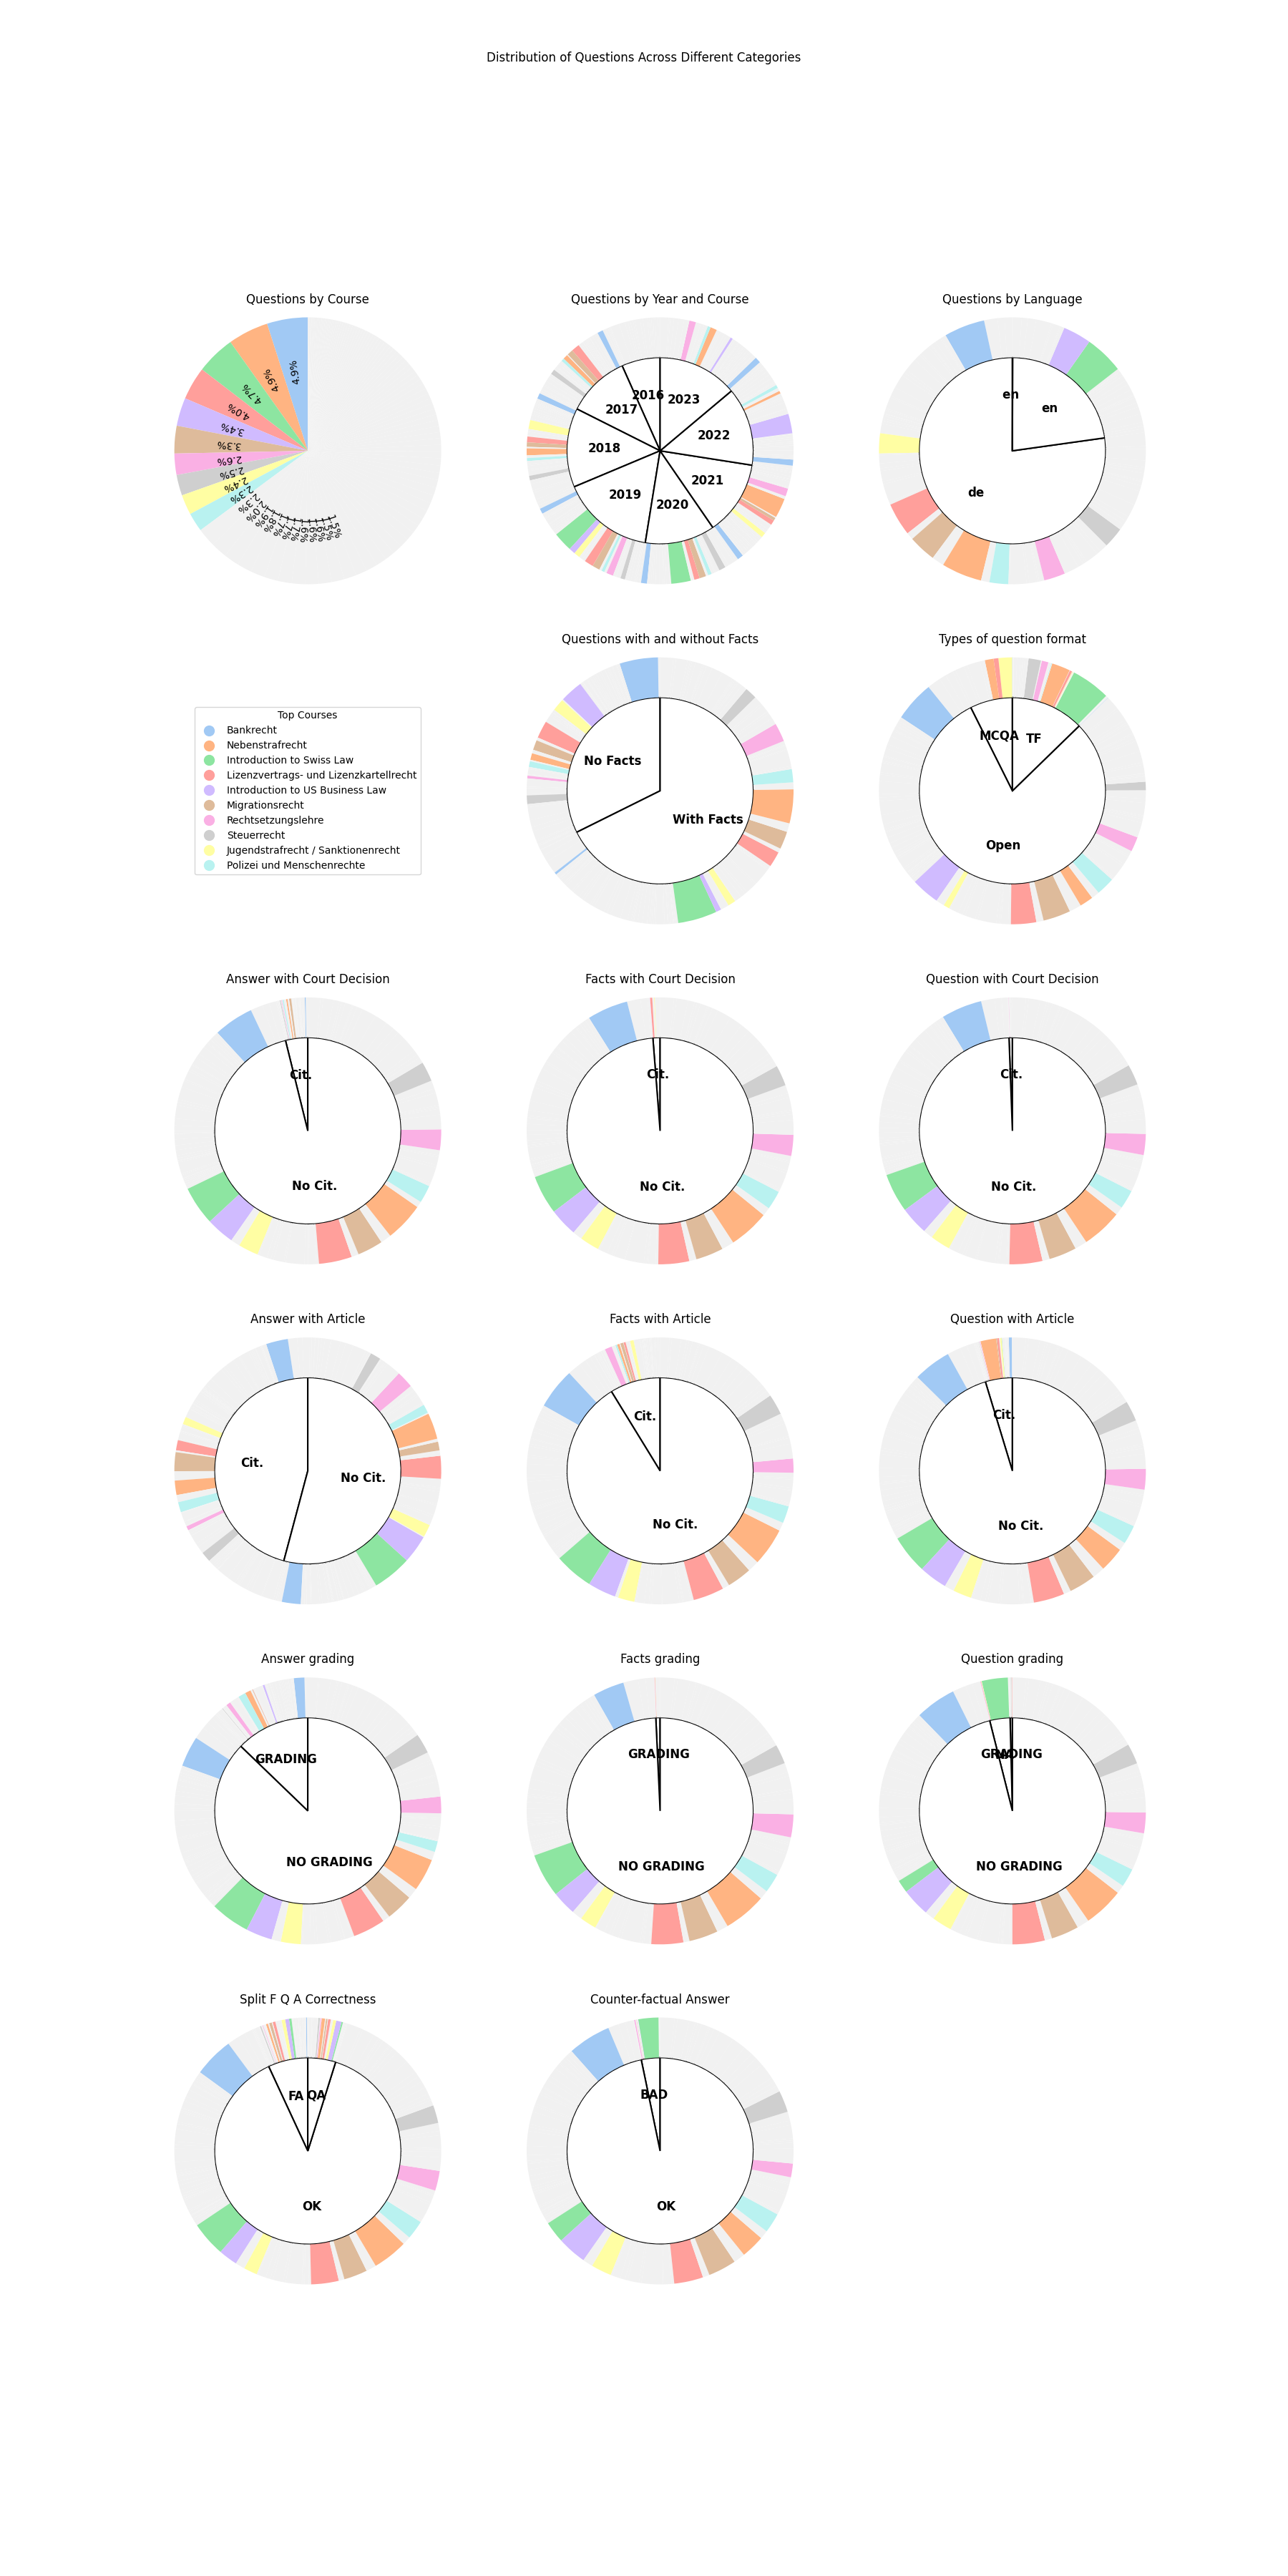 Distribution of Questions Across Different Categories
Questions by Course
4.9%
4.9%
4.7%
4.0%
3.4%
3.3%
2.6%
2.5%
2.4%
2.3%
Questions by Year and Course
2016
2017
2018
2019
2020
2021
2022
2023
Questions by Language
en
en
de
Top Courses
Bankrecht
Nebenstrafrecht
Introduction to Swiss Law
Lizenzvertrags- und Lizenzkartellrecht
Introduction to US Business Law
Migrationsrecht
Rechtsetzungslehre
Steuerrecht
Jugendstrafrecht / Sanktionenrecht
Polizei und Menschenrechte
Questions with and without Facts
No Facts
With Facts
Types of question format
MCQA
TF
Open
Answer with Court Decision
Cit.
No Cit.
Facts with Court Decision
Cit.
No Cit.
Question with Court Decision
Cit.
No Cit.
Answer with Article
Cit.
No Cit.
Facts with Article
Cit.
No Cit.
Question with Article
Cit.
No Cit.
Answer grading
GRADING
NO GRADING
Facts grading
GRADING
NO GRADING
Question grading
GRADING
NO GRADING
Split F Q A Correctness
FA
QA
OK
Counter-factual Answer
BAD
OK